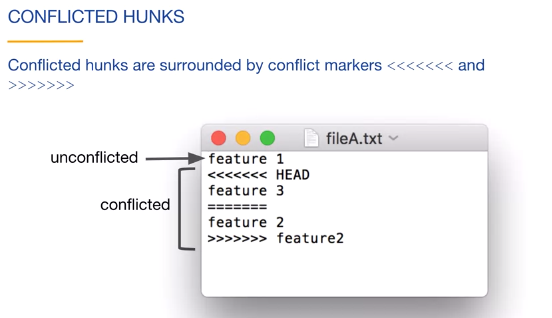 CONFLICTED HUNKS
Conflicted hunks are surrounded by conflict markers <<<<<<< and
>>>>>>>
fileA.txt
unconflicted
feature 1
<<<<<<< HEAD
feature 3
conflicted
=======
feature 2
>>>>>>> feature2